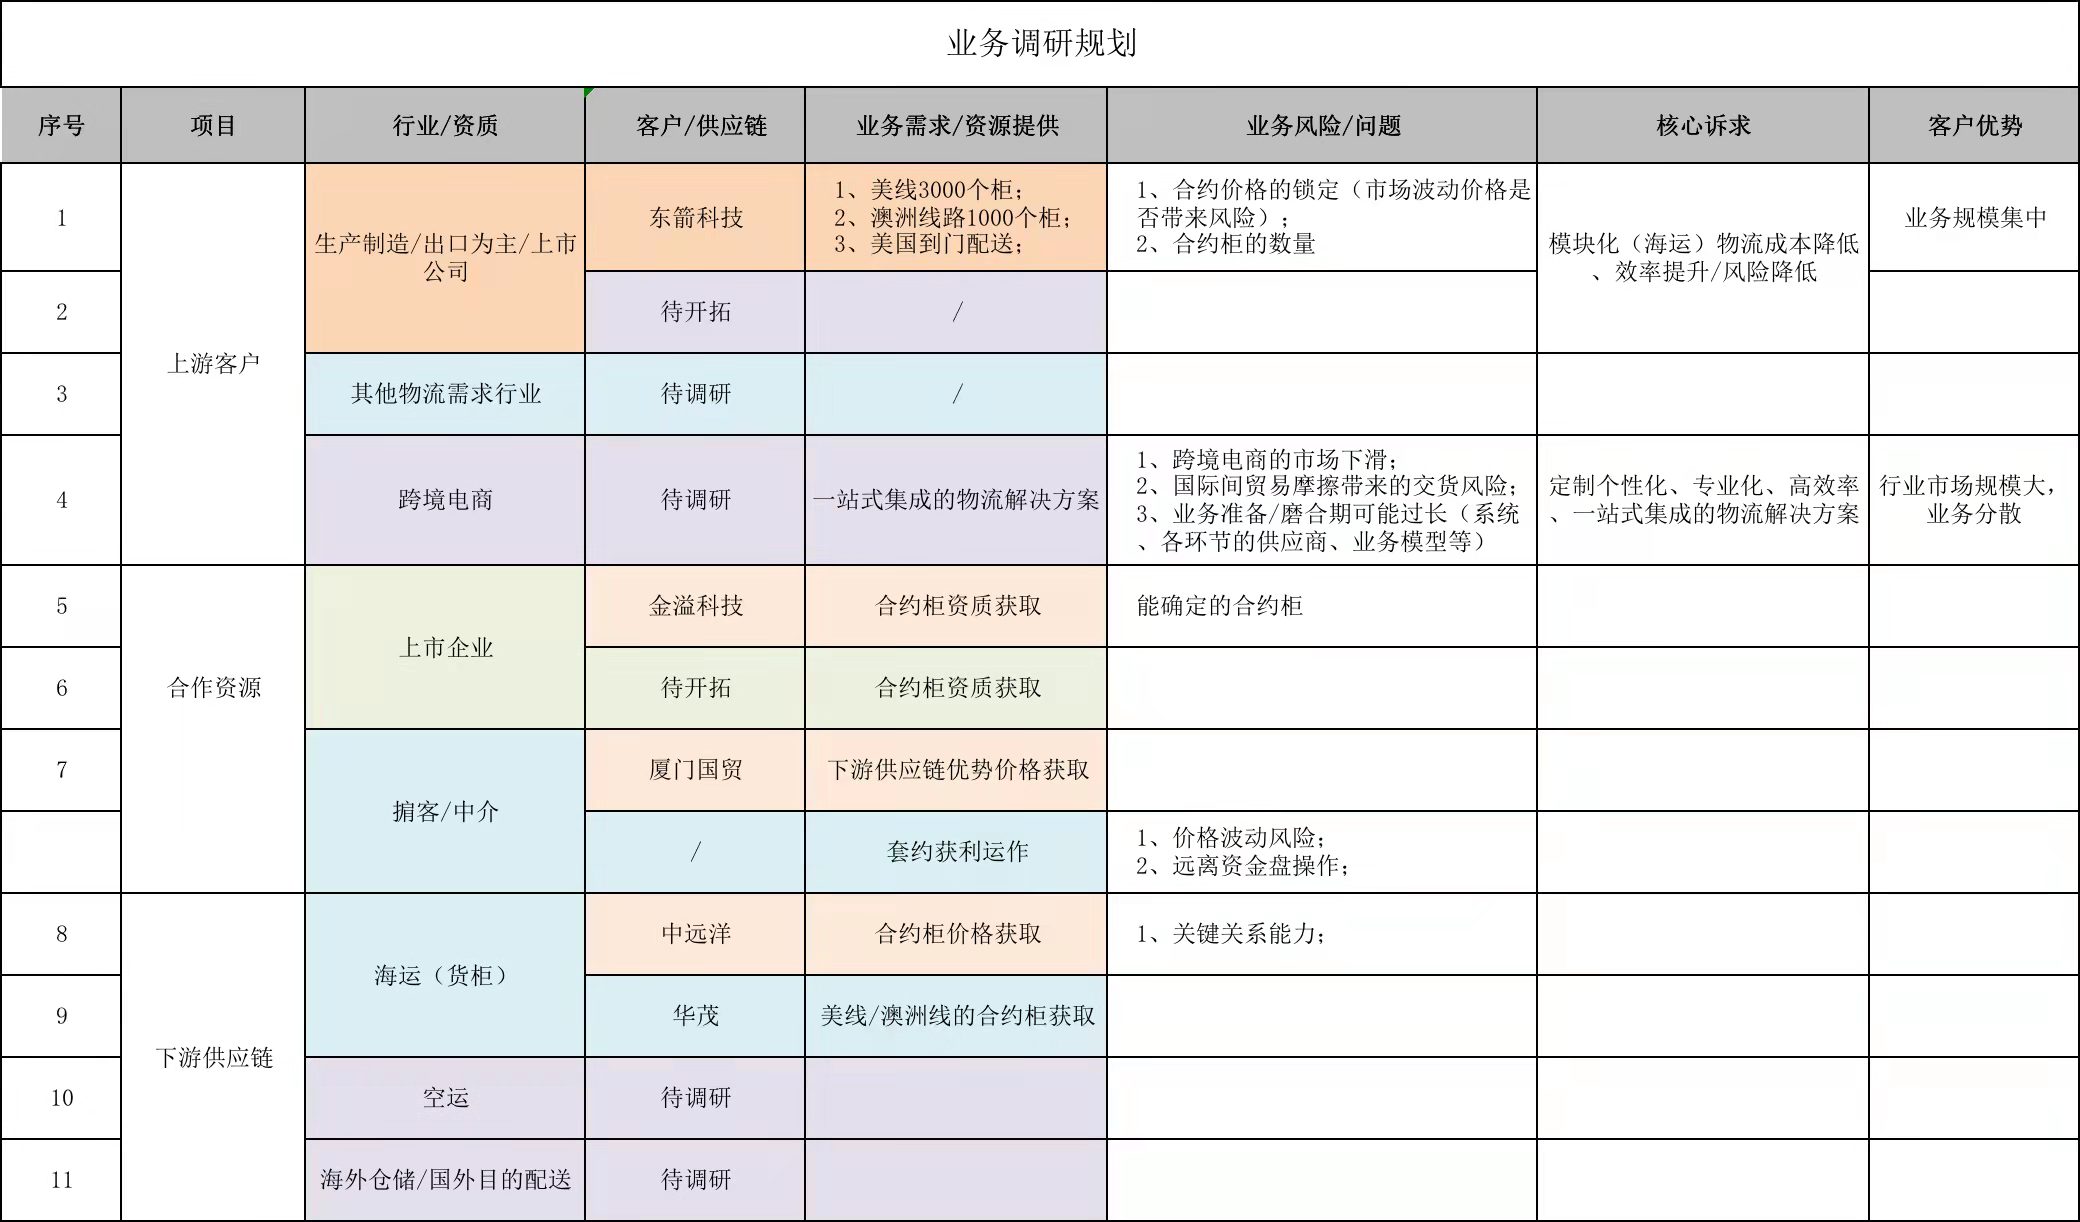 业务调研规划
序号 项目 行业/资质 客户/供应链 业务需求/资源提供 业务风险/问题 核心诉求 客户优势
1
上游客户
生产制造/出口为主/上市
公司
东箭科技
1、美线3000个柜；
2、澳洲线路1000个柜；
3、美国到门配送；
1、合约价格的锁定（市场波动价格是
否带来风险）；
2、合约柜的数量
模块化（海运）物流成本降低
、效率提升/风险降低
业务规模集中
2
待开拓
/
3
其他物流需求行业
待调研
/
4
跨境电商
待调研
一站式集成的物流解决方案
1、跨境电商的市场下滑；
2、国际间贸易摩擦带来的交货风险；
3、业务准备/磨合期可能过长（系统
、各环节的供应商、业务模型等）
定制个性化、专业化、高效率
、一站式集成的物流解决方案
行业市场规模大，
业务分散
5
合作资源
上市企业
金溢科技
合约柜资质获取
能确定的合约柜
6
待开拓
合约柜资质获取
7
掮客/中介
厦门国贸
下游供应链优势价格获取
/
套约获利运作
1、价格波动风险；
2、远离资金盘操作；
8
下游供应链
海运（货柜）
中远洋
合约柜价格获取
1、关键关系能力；
9
华茂
美线/澳洲线的合约柜获取
10
空运
待调研
11
海外仓储/国外目的配送
待调研